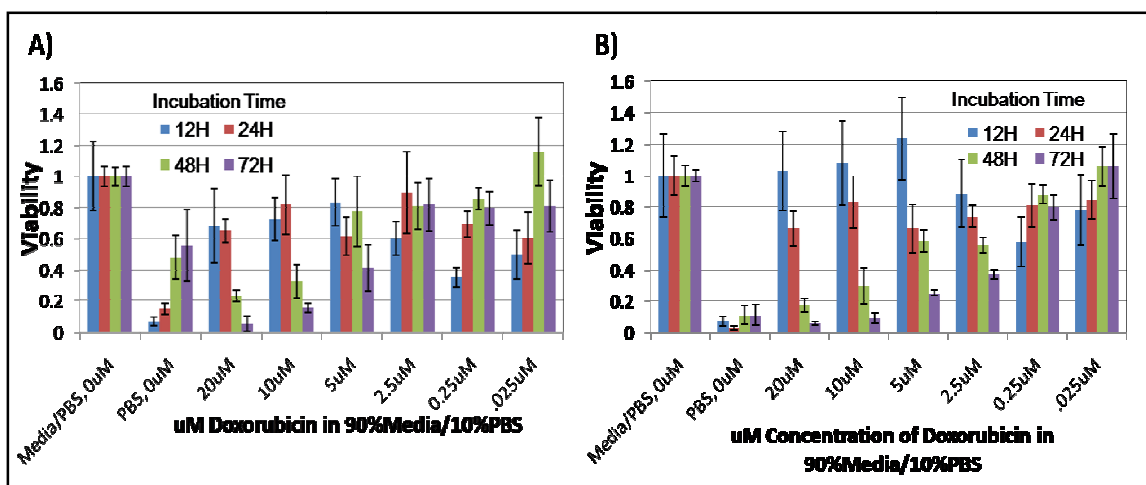 A)
Viability
1.6
1.4
1.2
1
0.8
0.6
0.4
0.2
0
Incubation Time
12H
24H
48H
72H
Media/PBS, 0uM
PBS, 0uM
20uM
10uM
5uM
2.5uM
0.25uM
.025uM
uM Doxorubicin in 90%Media/10%PBS
B)
Viability
1.6
1.4
1.2
1
0.8
0.6
0.4
0.2
0
Incubation Time
12H
24H
48H
72H
Media/PBS, 0uM
PBS, 0uM
20uM
10uM
5uM
2.5uM
0.25uM
.025uM
uM Concentration of Doxorubicin in
90%Media/10%PBS